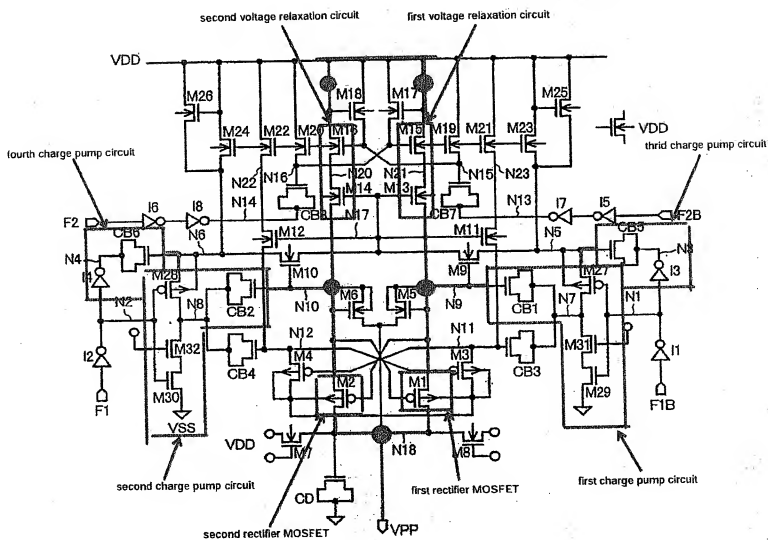 second voltage relaxation circuit
first voltage relaxation circuit
VDD
M18
M17
M26
M25
M24
M22
M20
M16
M15
M19
M21
M23
VDD
fourth charge pump circuit
thrid charge pump circuit
N22
N16
N20
N21
N15
N23
M14
M13
I6
I8
N14
CB8
CB7
N13
I7
I5
F2
F2B
N17
CB6
N6
M12
M11
N5
CB5
N4
N3
I4
M28
M10
M9
M27
I3
N2
N8
CB2
N10
M6
M5
N9
CB1
N7
N1
M32
N12
N11
M31
I2
CB4
M4
M3
CB3
I1
M30
M2
M1
M29
F1
F1B
VSS
VDD
M7
N18
M8
second charge pump circuit
CD
first rectifier MOSFET
first charge pump circuit
second rectifier MOSFET
VPP